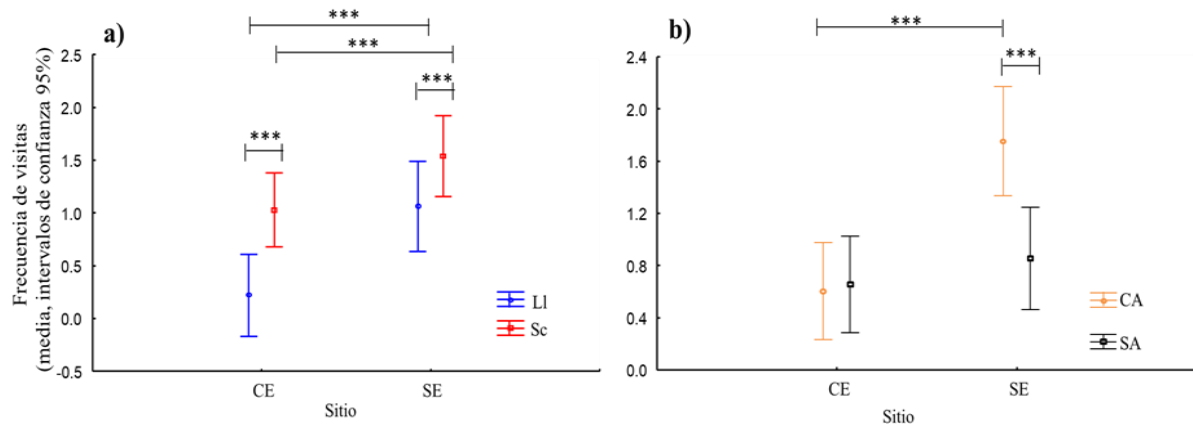 ***
a)
***
***
***
2.5
2.0
1.5
1.0
0.5
0.0
-0.5
Frecuencia de visitas
(media, intervalos de confianza 95%)
Ll
Sc
CE
SE
Sitio
b)
***
***
2.4
2.0
1.6
1.2
0.8
0.4
0.0
CA
SA
CE
SE
Sitio